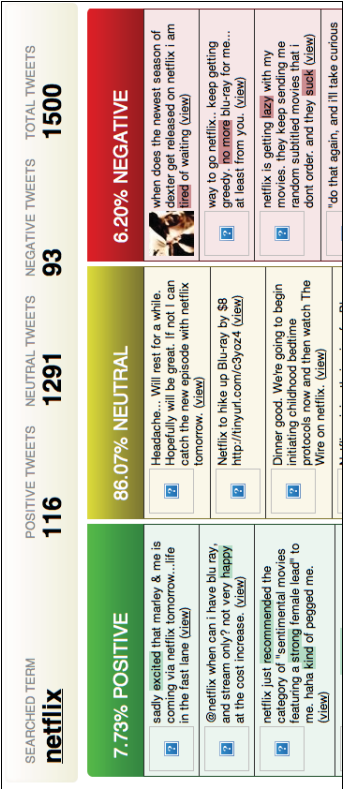 SEARCHED TERM
netflix
POSITIVE TWEETS
116
NEUTRAL TWEETS
1291
NEGATIVE TWEETS
93
TOTAL TWEETS
1500
7.73% POSITIVE
sadly excited that marley & me is
coming via netflix tomorrow...life
in the fast lane (view)
@netflix when can i have blu ray,
and stream only? not very happy
at the cost increase. (view)
netflix just recommended the
category of "sentimental movies
featuring a strong female lead" to
me. haha kind of pegged me.
(view)
86.07% NEUTRAL
Headache... Will rest for a while.
Hopefully will be great. If not I can
catch the new episode with netflix
tomorrow. (view)
Netflix to hike up Blu-ray by $8
http://tinyurl.com/c3yoz4 (view)
Dinner good. We're going to begin
initiating childhood bedtime
protocols now and then watch The
Wire on netflix. (view)
6.20% NEGATIVE
when does the newest season of
dexter get released on netflix i am
tired of waiting (view)
way to go netflix.. keep getting
greedy. no more blu-ray for me...
at least from you. (view)
netflix is getting lazy with my
movies. they keep sending me
random subtitled movies that i
dont order. and they suck (view)
"do that again, and i'll take curious